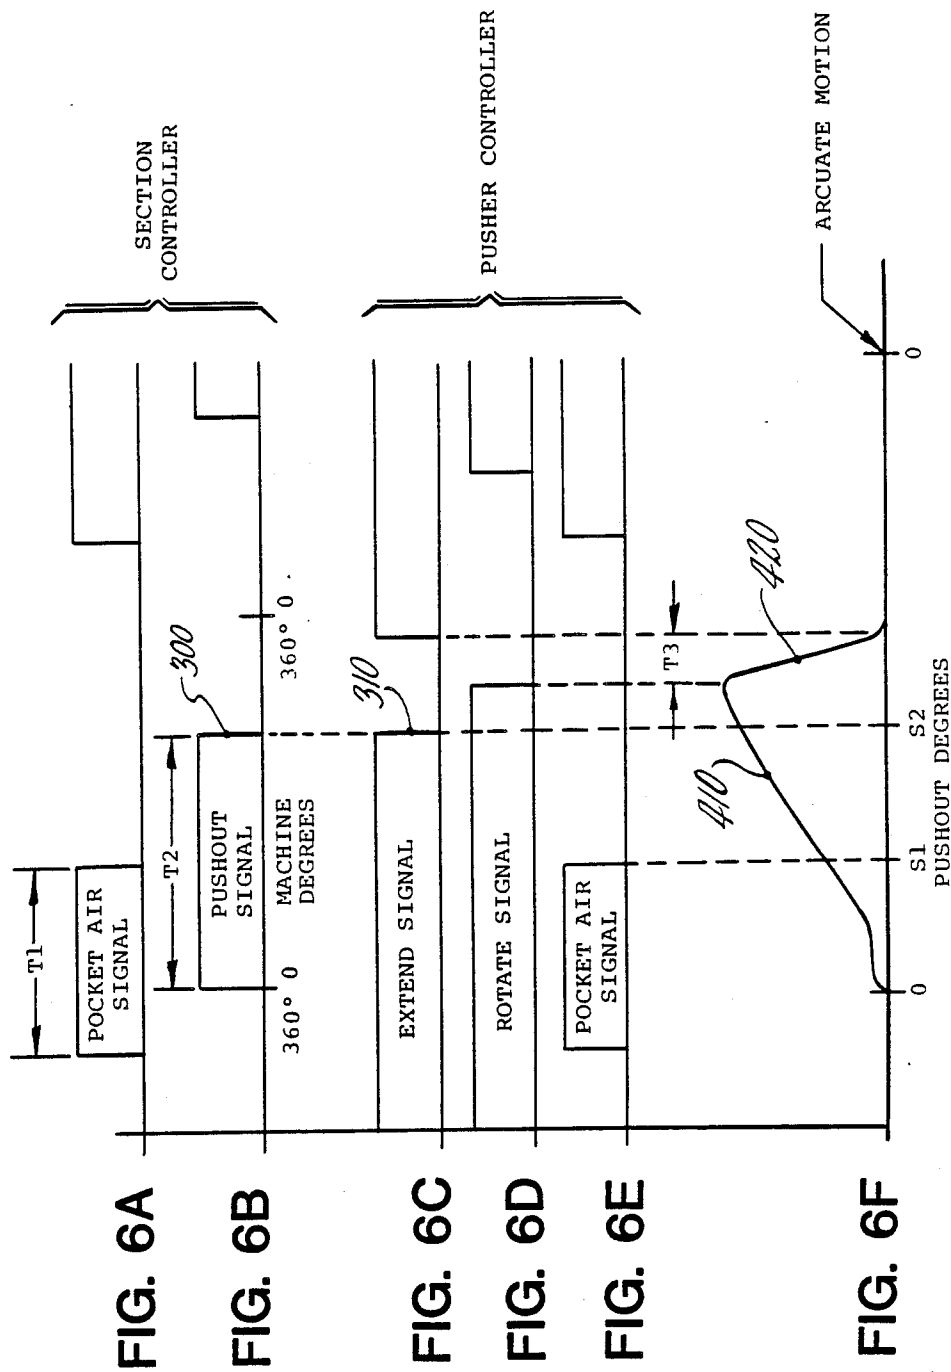 FIG. 6A
T1
POCKET AIR
SIGNAL
SECTION
CONTROLLER
FIG. 6B
T2
PUSHOUT
SIGNAL
300
360° 0
MACHINE
DEGREES
360° 0
FIG. 6C
EXTEND SIGNAL
310
FIG. 6D
ROTATE SIGNAL
PUSHER CONTROLLER
FIG. 6E
POCKET AIR
SIGNAL
T3
FIG. 6F
410
420
ARCUATE MOTION
0
S1
S2
0
PUSHOUT DEGREES